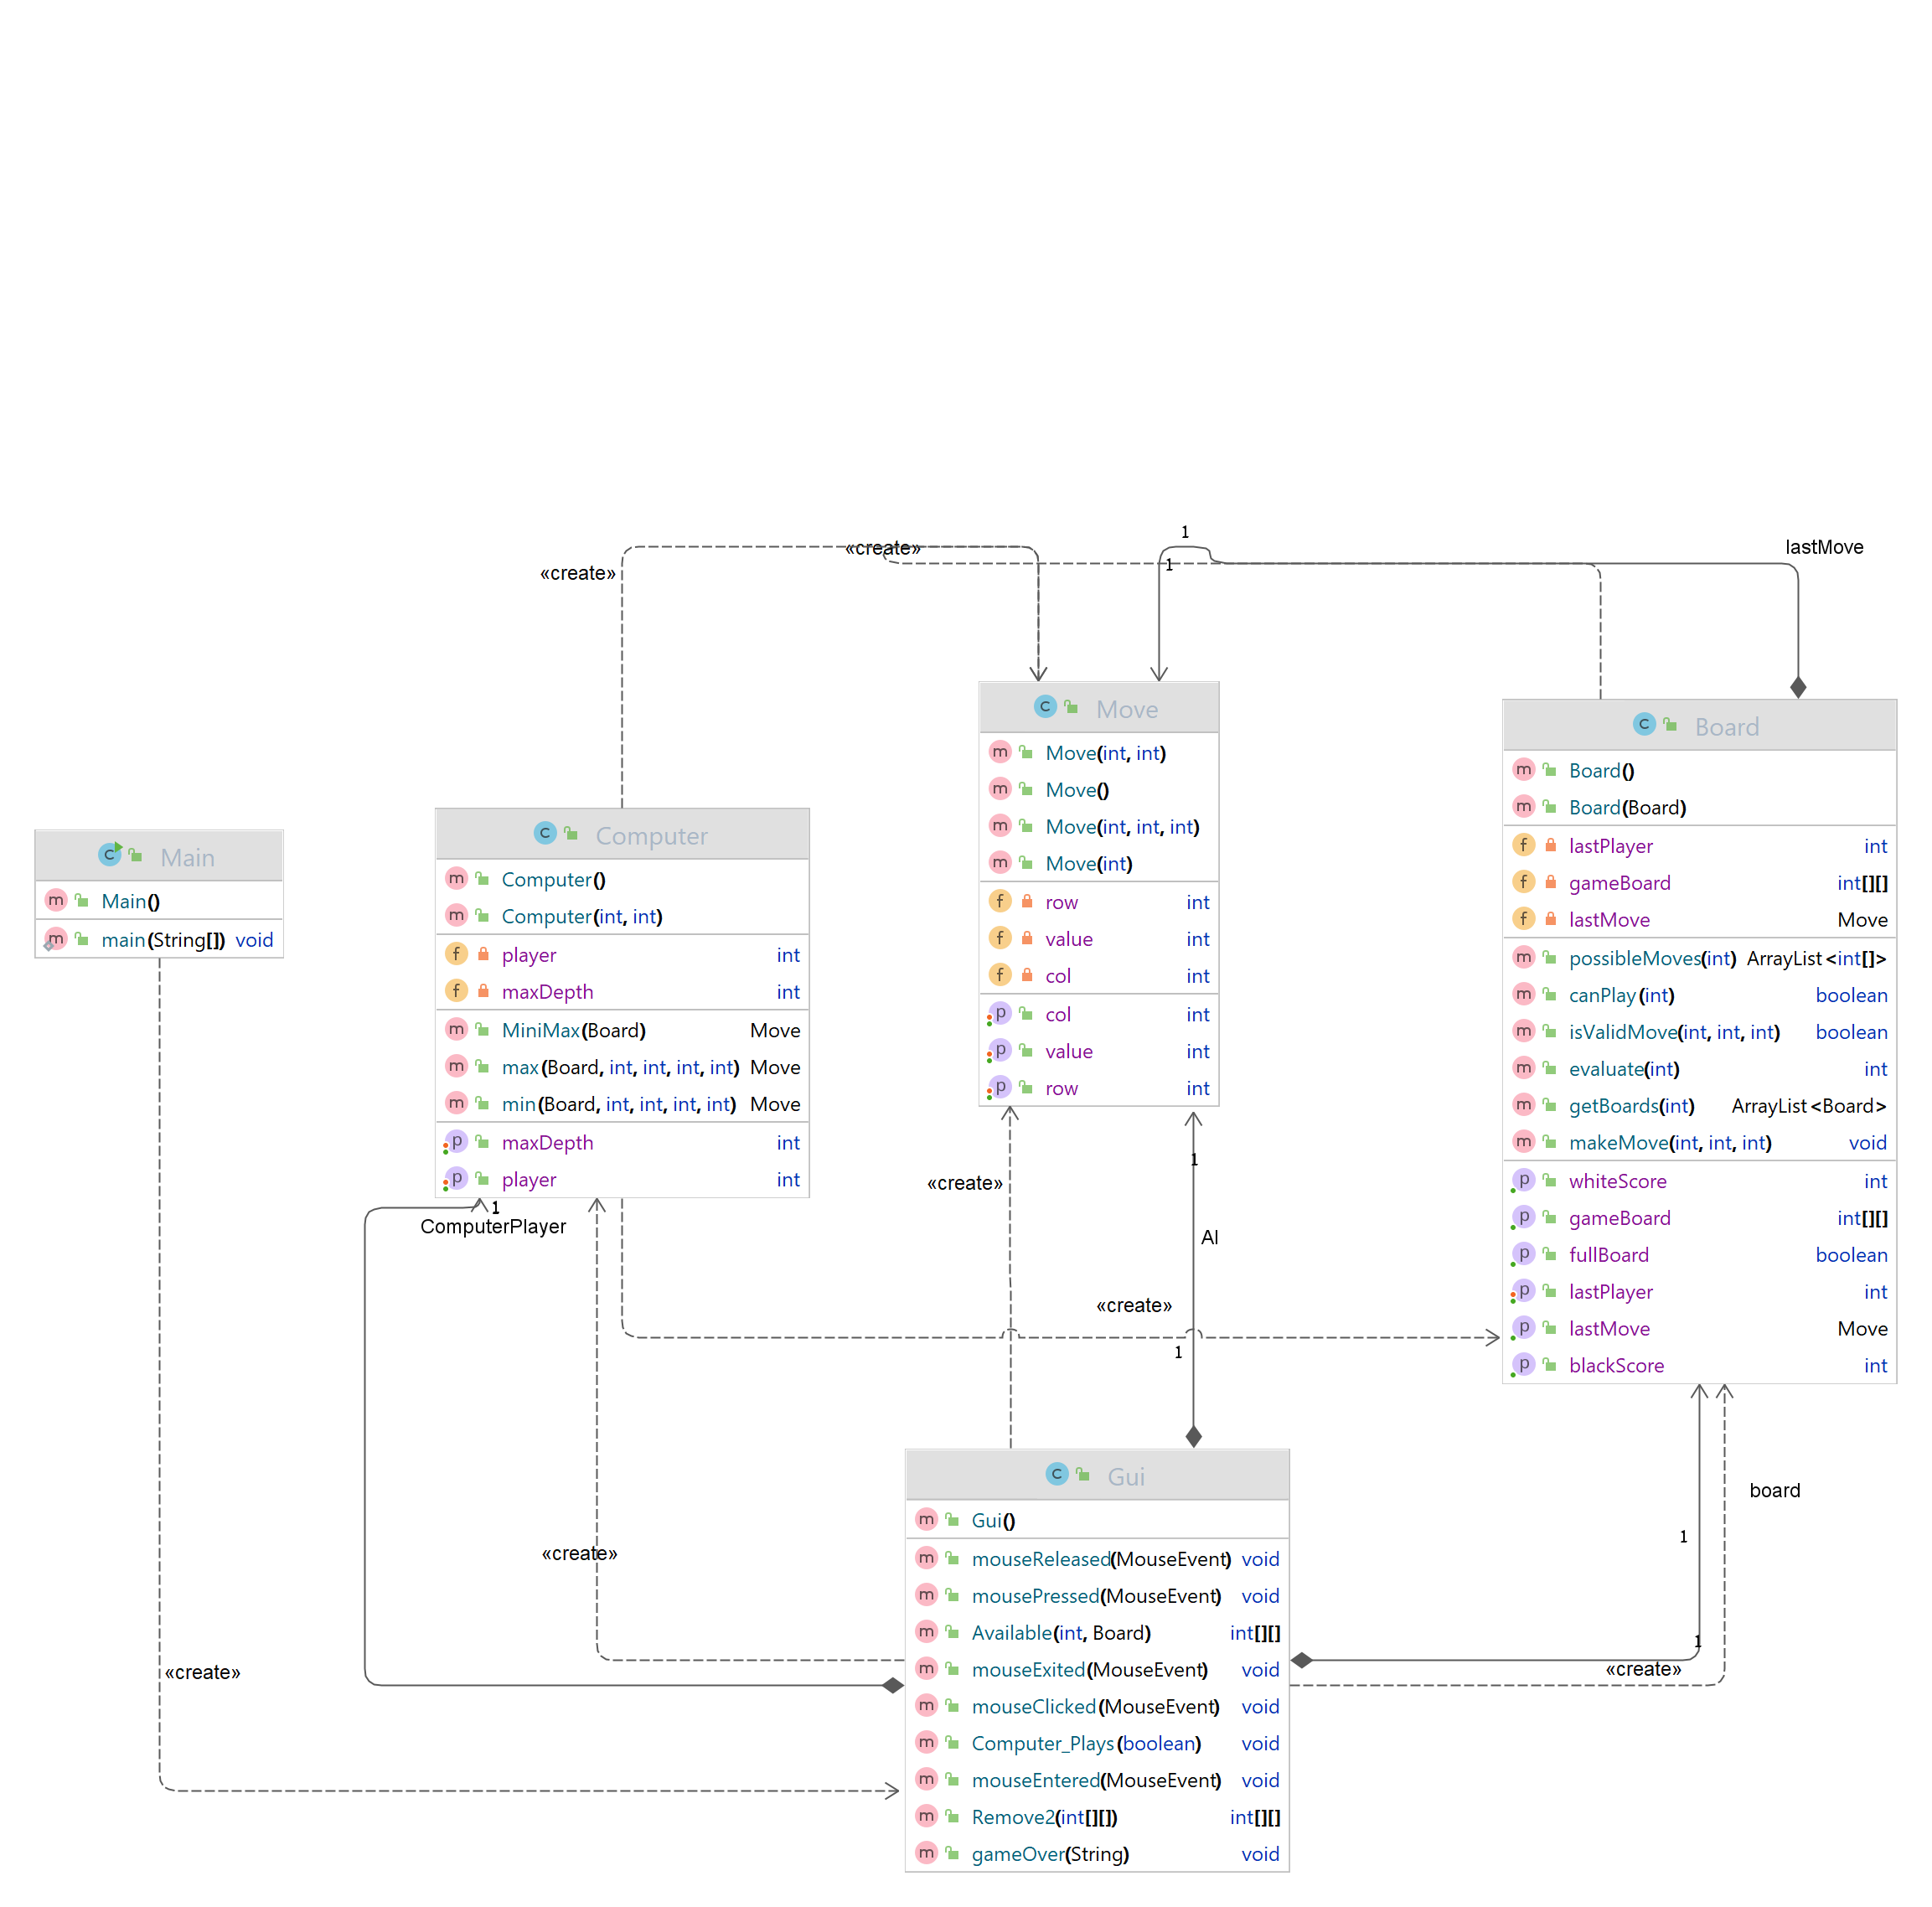 1
«create»
lastMove
1
«create»
Move
Move(int, int)
Move()
Move(int, int, int)
Move(int)
row int
value int
col int
col int
value int
row int
Board
Board()
Board(Board)
lastPlayer int
gameBoard int[][]
lastMove Move
possibleMoves(int) ArrayList<int[]>
canPlay(int) boolean
isValidMove(int, int, int) boolean
evaluate(int) int
getBoards(int) ArrayList<Board>
makeMove(int, int, int) void
whiteScore int
gameBoard int[][]
fullBoard boolean
lastPlayer int
lastMove Move
blackScore int
Computer
Computer()
Computer(int, int)
player int
maxDepth int
MiniMax(Board) Move
max(Board, int, int, int, int) Move
min(Board, int, int, int, int) Move
maxDepth int
player int
Main
Main()
main(String[]) void
1
«create»
1
ComputerPlayer
AI
«create»
1
board
1
«create»
1
«create»
«create»
Gui
Gui()
mouseReleased(MouseEvent) void
mousePressed(MouseEvent) void
Available(int, Board) int[][]
mouseExited(MouseEvent) void
mouseClicked(MouseEvent) void
Computer_Plays(boolean) void
mouseEntered(MouseEvent) void
Remove2(int[][]) int[][]
gameOver(String) void